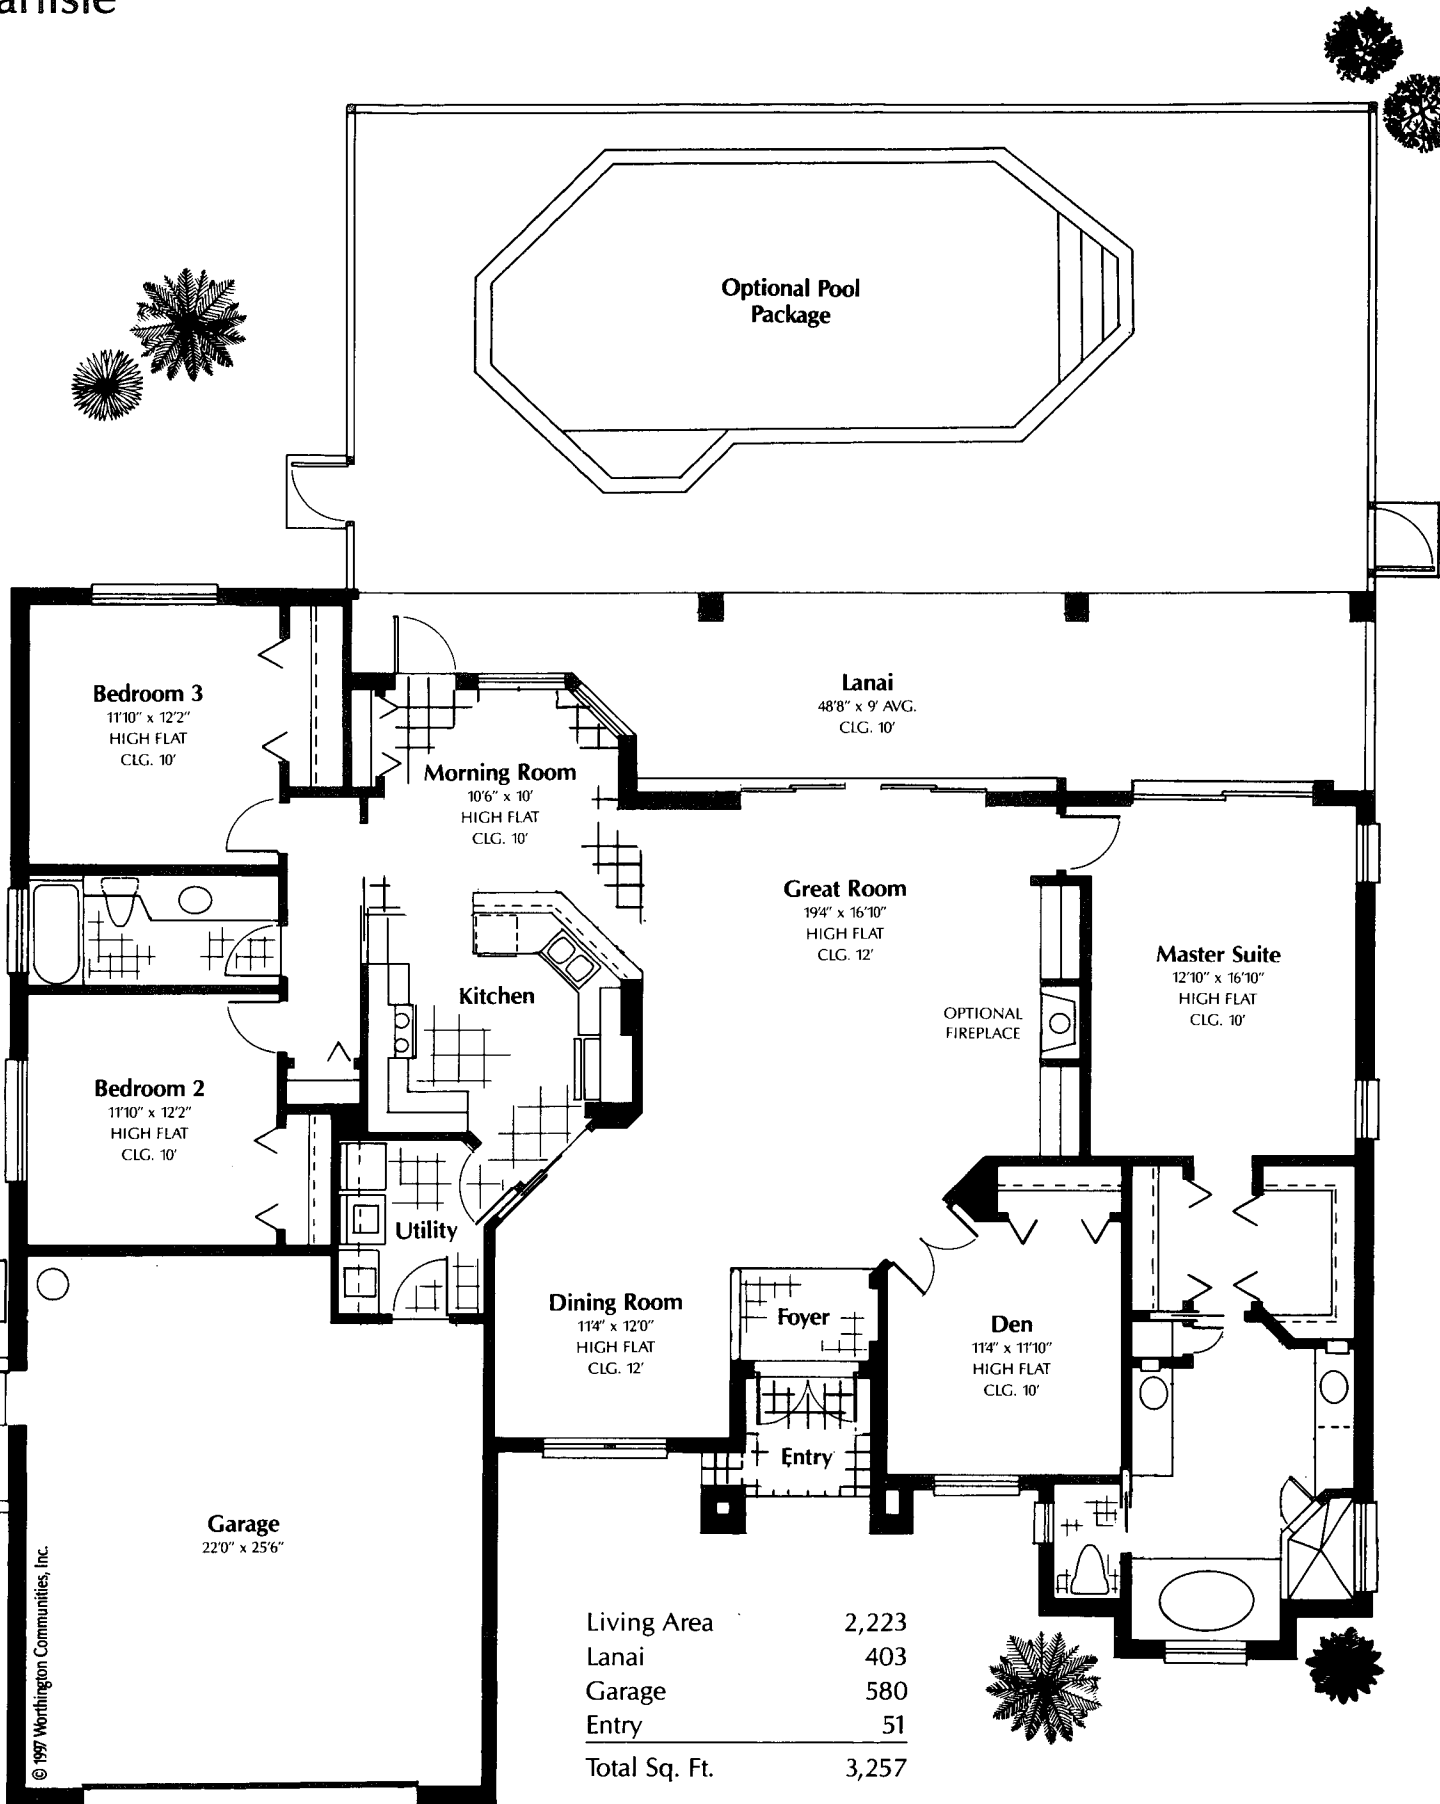 Optional Pool
Package
Bedroom 3
11'10" x 12'2"
HIGH FLAT
CLG. 10'
Lanai
48'8" x 9' AVG.
CLG. 10'
Morning Room
10'6" x 10'
HIGH FLAT
CLG. 10'
Great Room
19'4" x 16'10"
HIGH FLAT
CLG. 12'
Master Suite
12'10" x 16'10"
HIGH FLAT
CLG. 10'
Kitchen
OPTIONAL
FIREPLACE
Bedroom 2
11'10" x 12'2"
HIGH FLAT
CLG. 10'
Utility
Dining Room
11'4" x 12'0"
HIGH FLAT
CLG. 12'
Foyer
Den
11'4" x 11'10"
HIGH FLAT
CLG. 10'
Entry
Garage
22'0" x 25'6"
© 1997 Worthington Communities, Inc.
Living Area 2,223
Lanai 403
Garage 580
Entry 51
Total Sq. Ft. 3,257